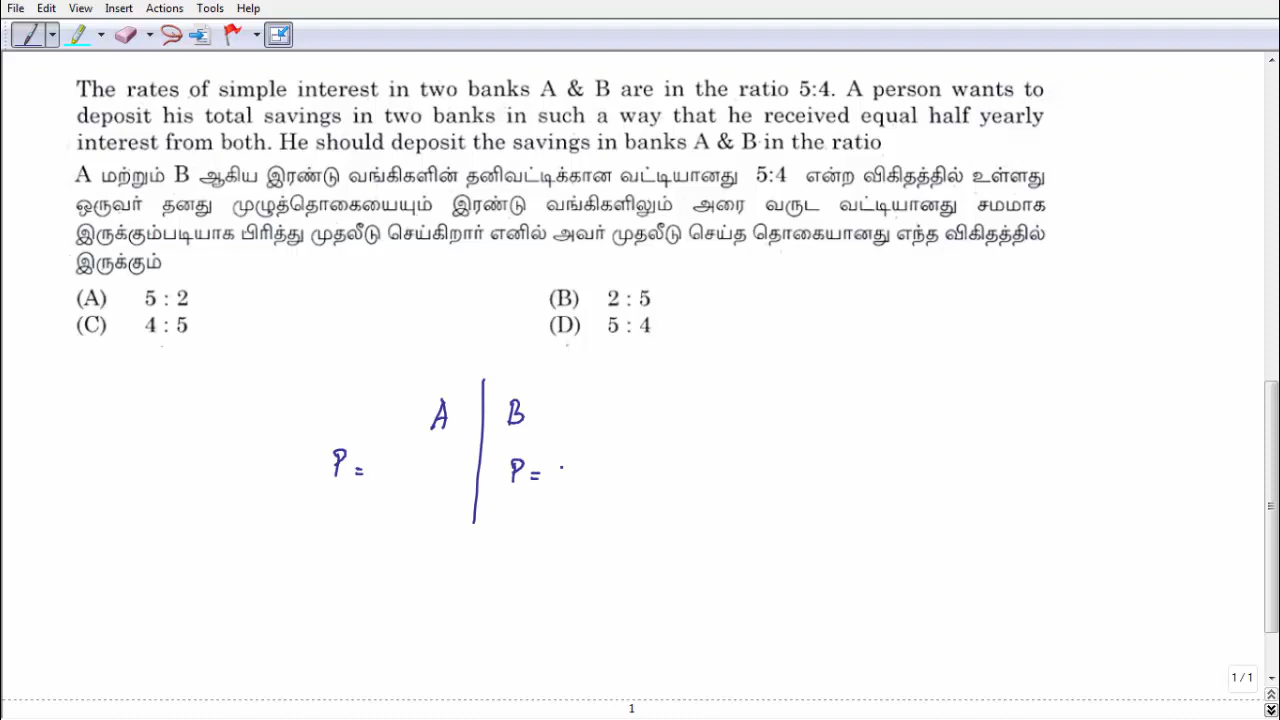 File Edit View Insert Actions Tools Help
The rates of simple interest in two banks A & B are in the ratio 5:4. A person wants to
deposit his total savings in two banks in such a way that he received equal half yearly
interest from both. He should deposit the savings in banks A & B in the ratio
A மற்றும் B ஆகிய இரண்டு வங்கிகளின் தனிவட்டிக்கான வட்டியானது 5:4 என்ற விகிதத்தில் உள்ளது
ஒருவர் தனது முழுத்தொகையையும் இரண்டு வங்கிகளிலும் அரை வருட வட்டியானது சமமாக
இருக்கும்படியாக பிரித்து முதலீடு செய்கிறார் எனில் அவர் முதலீடு செய்த தொகையானது எந்த விகிதத்தில்
இருக்கும்
(A) 5 : 2 (B) 2 : 5
(C) 4 : 5 (D) 5 : 4
A B
P = P =
1 / 1
1